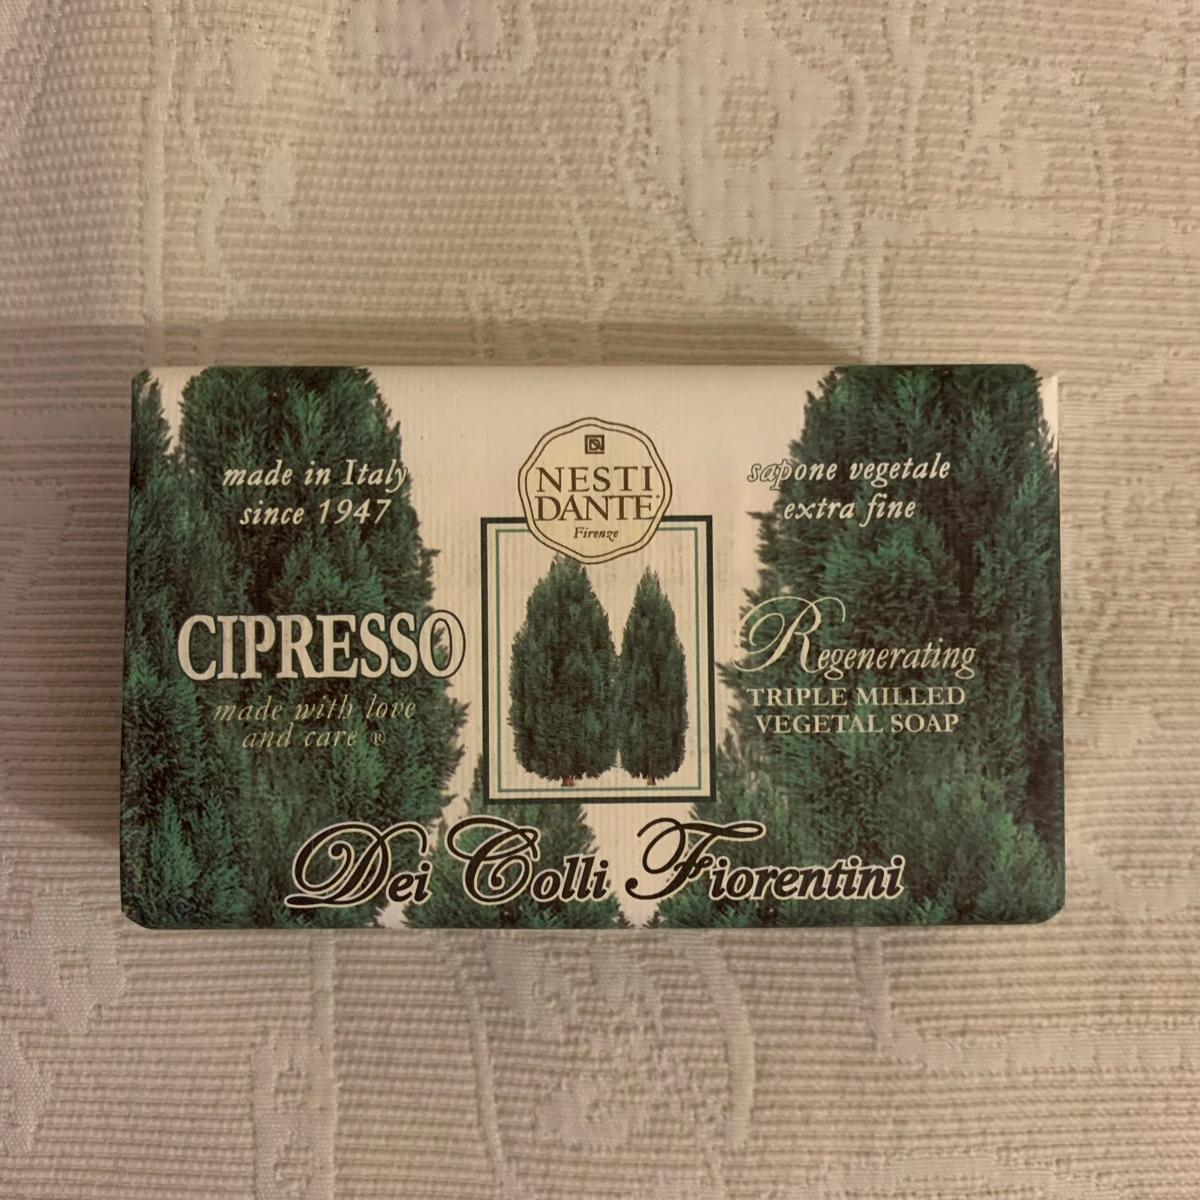 made in Italy
since 1947
CIPRESSO
made with love
and care ®
NESTI
DANTE
Firenze
sapone vegetale
extra fine
Regenerating
TRIPLE MILLED
VEGETAL SOAP
Dei Colli Fiorentini